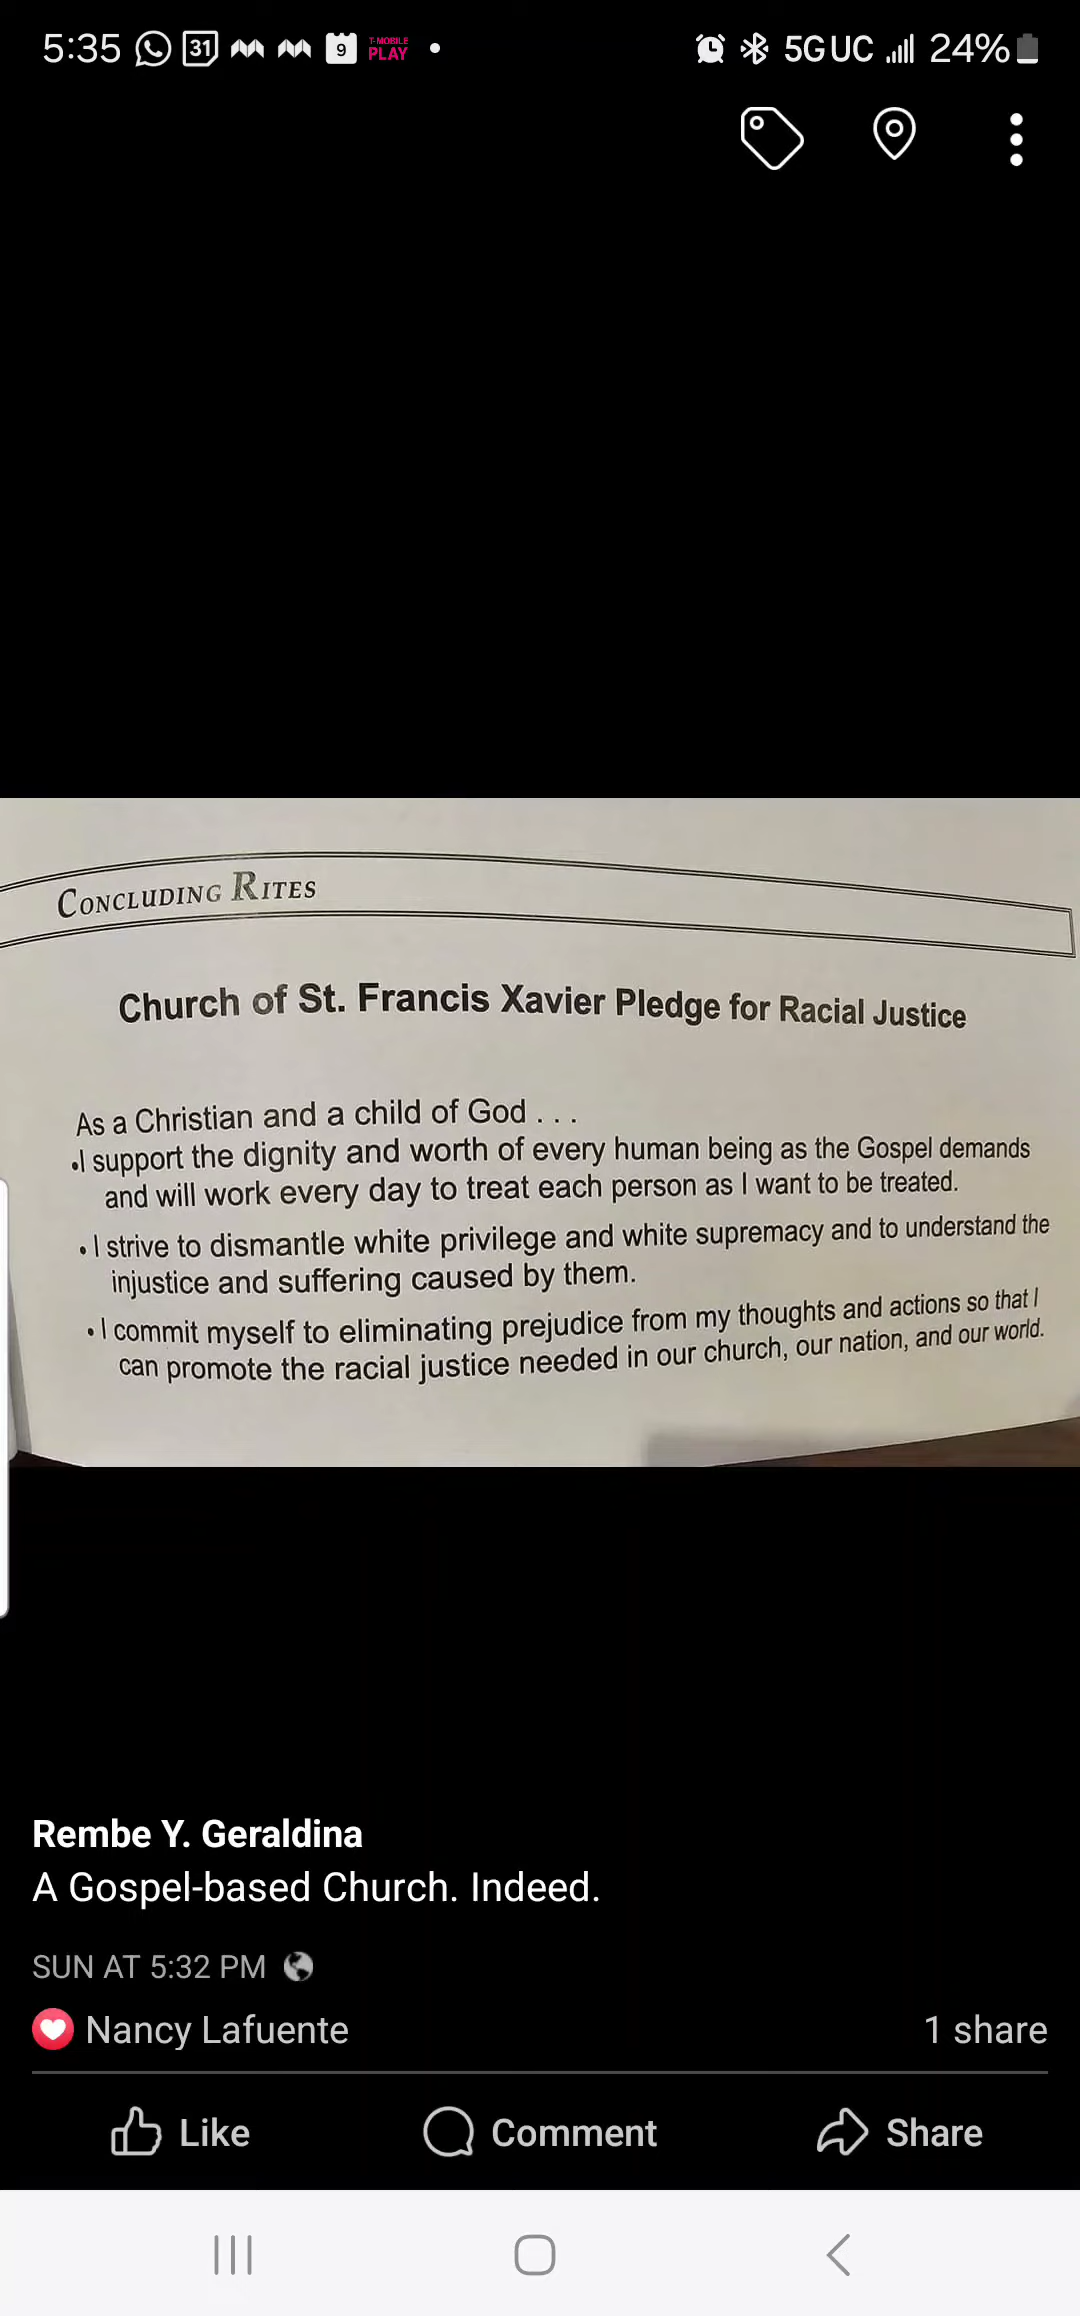 5:35 31 9 T-MOBILE PLAY 5G UC 24%
CONCLUDING RITES
Church of St. Francis Xavier Pledge for Racial Justice
As a Christian and a child of God . . .
•I support the dignity and worth of every human being as the Gospel demands
and will work every day to treat each person as I want to be treated.
• I strive to dismantle white privilege and white supremacy and to understand the
injustice and suffering caused by them.
• I commit myself to eliminating prejudice from my thoughts and actions so that I
can promote the racial justice needed in our church, our nation, and our world.
Rembe Y. Geraldina
A Gospel-based Church. Indeed.
SUN AT 5:32 PM
Nancy Lafuente 1 share
Like Comment Share